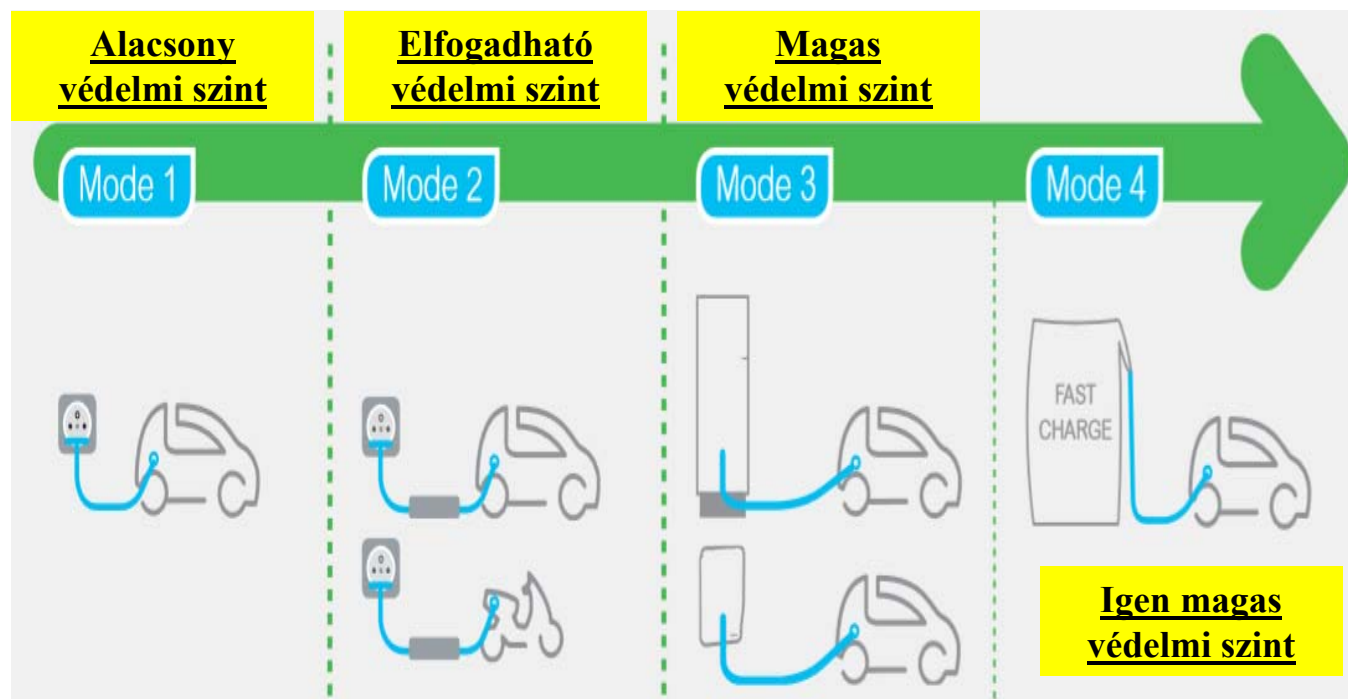 Alacsony
védelmi szint
Elfogadható
védelmi szint
Magas
védelmi szint
Mode 1
Mode 2
Mode 3
Mode 4
FAST
CHARGE
Igen magas
védelmi szint